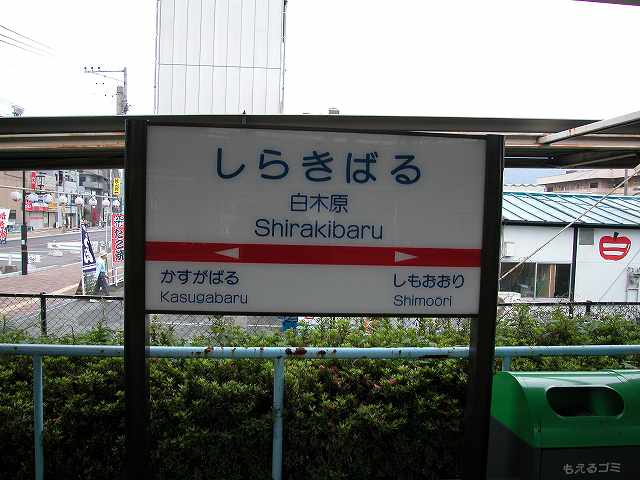 しらきばる
白木原
Shirakibaru
かすがばる
Kasugabaru
しもおおり
Shimoōri
もえるゴミ